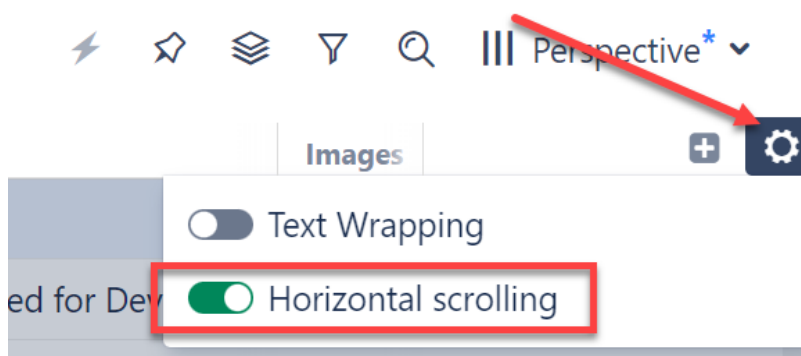 Perspective*
Images
Text Wrapping
ed for Dev
Horizontal scrolling